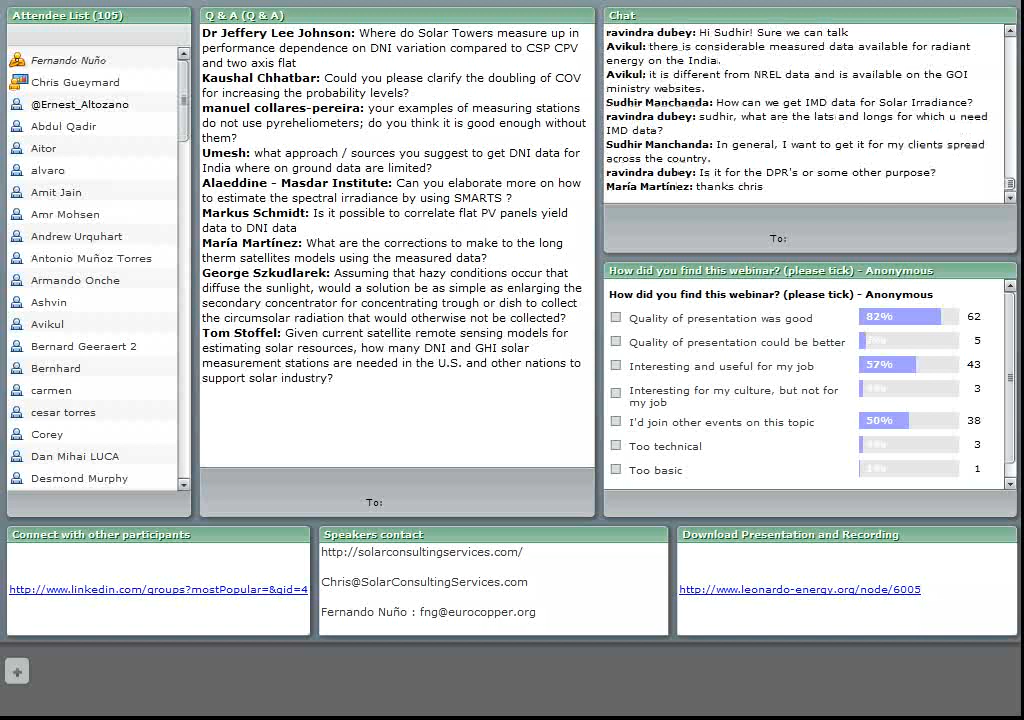 Attendee List (105)
Fernando Nuño
Chris Gueymard
@Ernest_Altozano
Abdul Qadir
Aitor
alvaro
Amit Jain
Amr Mohsen
Andrew Urquhart
Antonio Muñoz Torres
Armando Onche
Ashvin
Avikul
Bernard Geeraert 2
Bernhard
carmen
cesar torres
Corey
Dan Mihai LUCA
Desmond Murphy
Q & A (Q & A)
Dr Jeffery Lee Johnson: Where do Solar Towers measure up in
performance dependence on DNI variation compared to CSP CPV
and two axis flat
Kaushal Chhatbar: Could you please clarify the doubling of COV
for increasing the probability levels?
manuel collares-pereira: your examples of measuring stations
do not use pyreheliometers; do you think it is good enough without
them?
Umesh: what approach / sources you suggest to get DNI data for
India where on ground data are limited?
Alaeddine - Masdar Institute: Can you elaborate more on how
to estimate the spectral irradiance by using SMARTS ?
Markus Schmidt: Is it possible to correlate flat PV panels yield
data to DNI data
María Martínez: What are the corrections to make to the long
therm satellites models using the measured data?
George Szkudlarek: Assuming that hazy conditions occur that
diffuse the sunlight, would a solution be as simple as enlarging the
secondary concentrator for concentrating trough or dish to collect
the circumsolar radiation that would otherwise not be collected?
Tom Stoffel: Given current satellite remote sensing models for
estimating solar resources, how many DNI and GHI solar
measurement stations are needed in the U.S. and other nations to
support solar industry?
To:
Chat
ravindra dubey: Hi Sudhir! Sure we can talk
Avikul: there is considerable measured data available for radiant
energy on the India.
Avikul: it is different from NREL data and is available on the GOI
ministry websites.
Sudhir Manchanda: How can we get IMD data for Solar Irradiance?
ravindra dubey: sudhir, what are the lats and longs for which u need
IMD data?
Sudhir Manchanda: In general, I want to get it for my clients spread
across the country.
ravindra dubey: Is it for the DPR's or some other purpose?
María Martínez: thanks chris
To:
How did you find this webinar? (please tick) - Anonymous
How did you find this webinar? (please tick) - Anonymous
Quality of presentation was good 82% 62
Quality of presentation could be better 5
Interesting and useful for my job 57% 43
Interesting for my culture, but not for
my job 3
I'd join other events on this topic 50% 38
Too technical 3
Too basic 1
Connect with other participants
http://www.linkedin.com/groups?mostPopular=&gid=4
Speakers contact
http://solarconsultingservices.com/
Chris@SolarConsultingServices.com
Fernando Nuño : fng@eurocopper.org
Download Presentation and Recording
http://www.leonardo-energy.org/node/6005